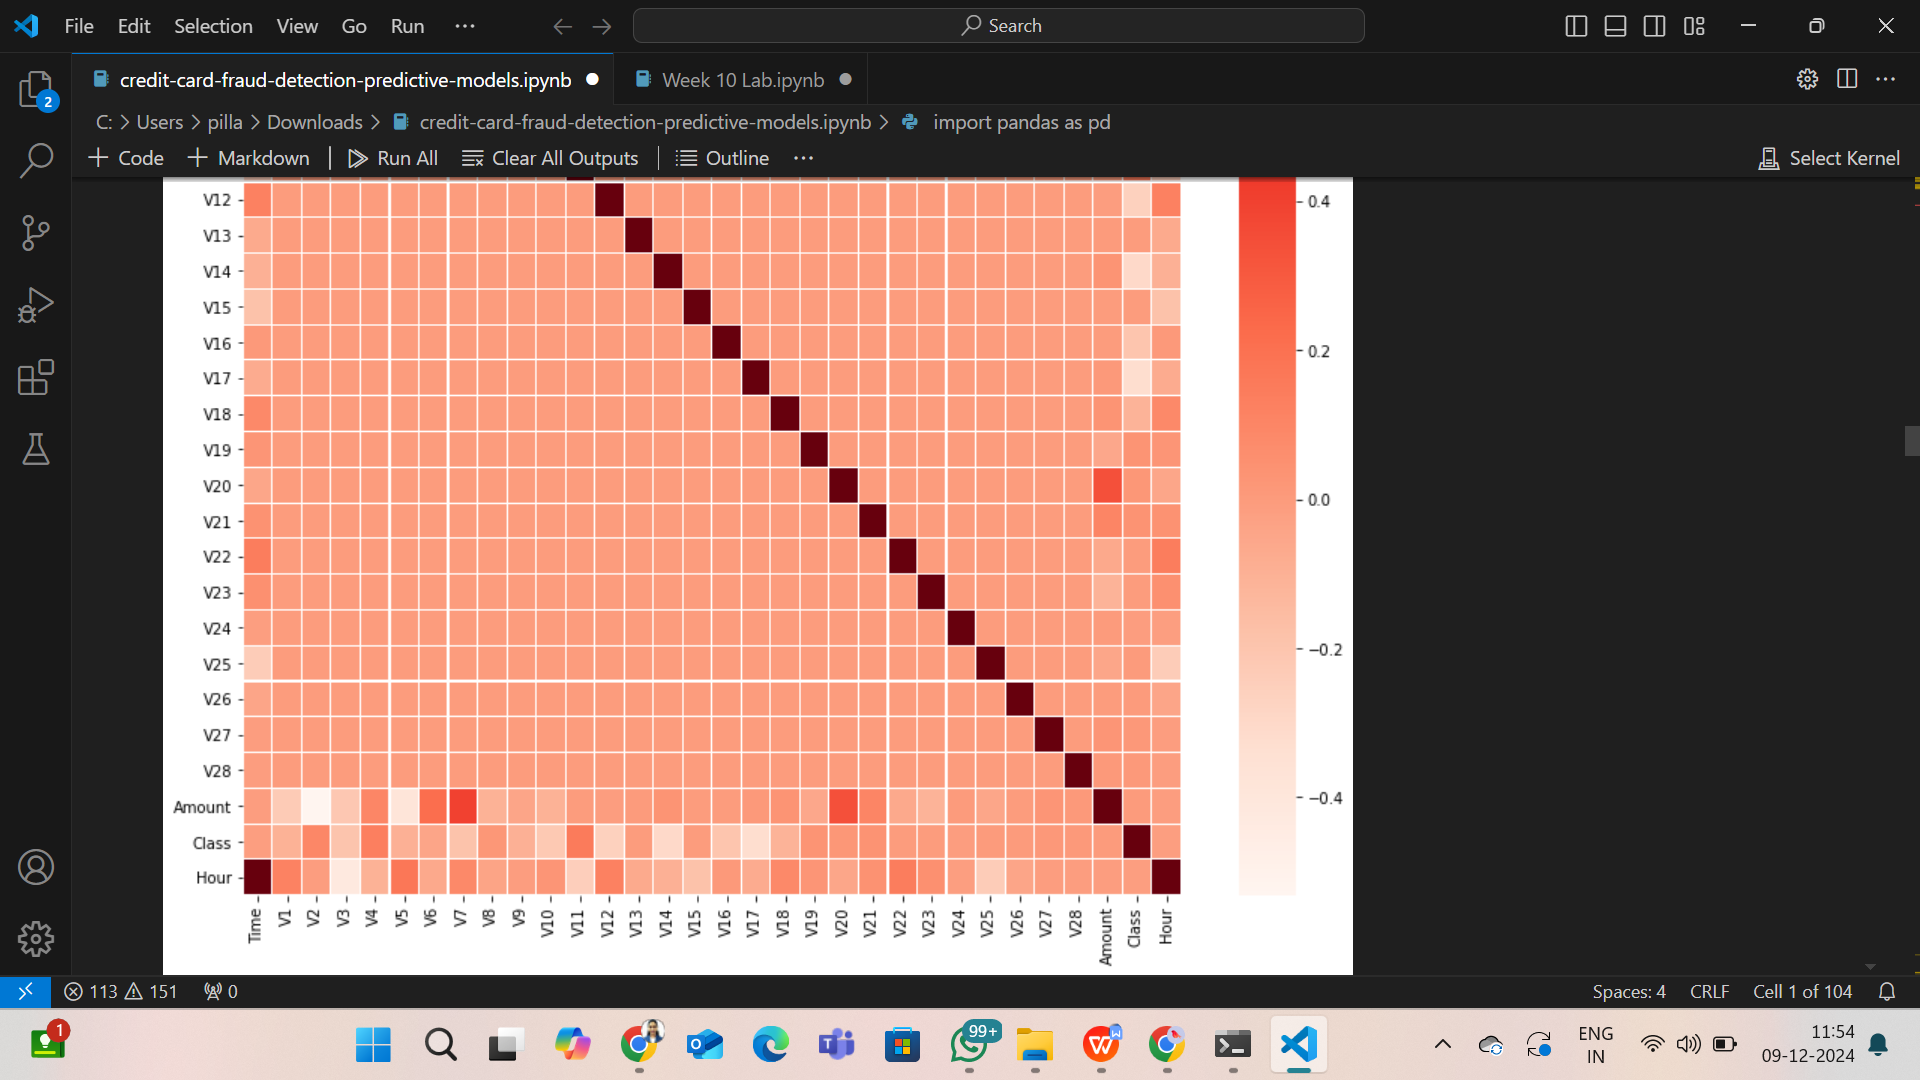 File Edit Selection View Go Run ··· Search
credit-card-fraud-detection-predictive-models.ipynb Week 10 Lab.ipynb
2
C: > Users > pilla > Downloads > credit-card-fraud-detection-predictive-models.ipynb > import pandas as pd
+ Code + Markdown Run All Clear All Outputs Outline ··· Select Kernel
V12
V13
V14
V15
V16
V17
V18
V19
V20
V21
V22
V23
V24
V25
V26
V27
V28
Amount
Class
Hour
Time V1 V2 V3 V4 V5 V6 V7 V8 V9 V10 V11 V12 V13 V14 V15 V16 V17 V18 V19 V20 V21 V22 V23 V24 V25 V26 V27 V28 Amount Class Hour
0.4
0.2
0.0
−0.2
−0.4
113 151 0 Spaces: 4 CRLF Cell 1 of 104
1
99+
W
ENG
IN
11:54
09-12-2024